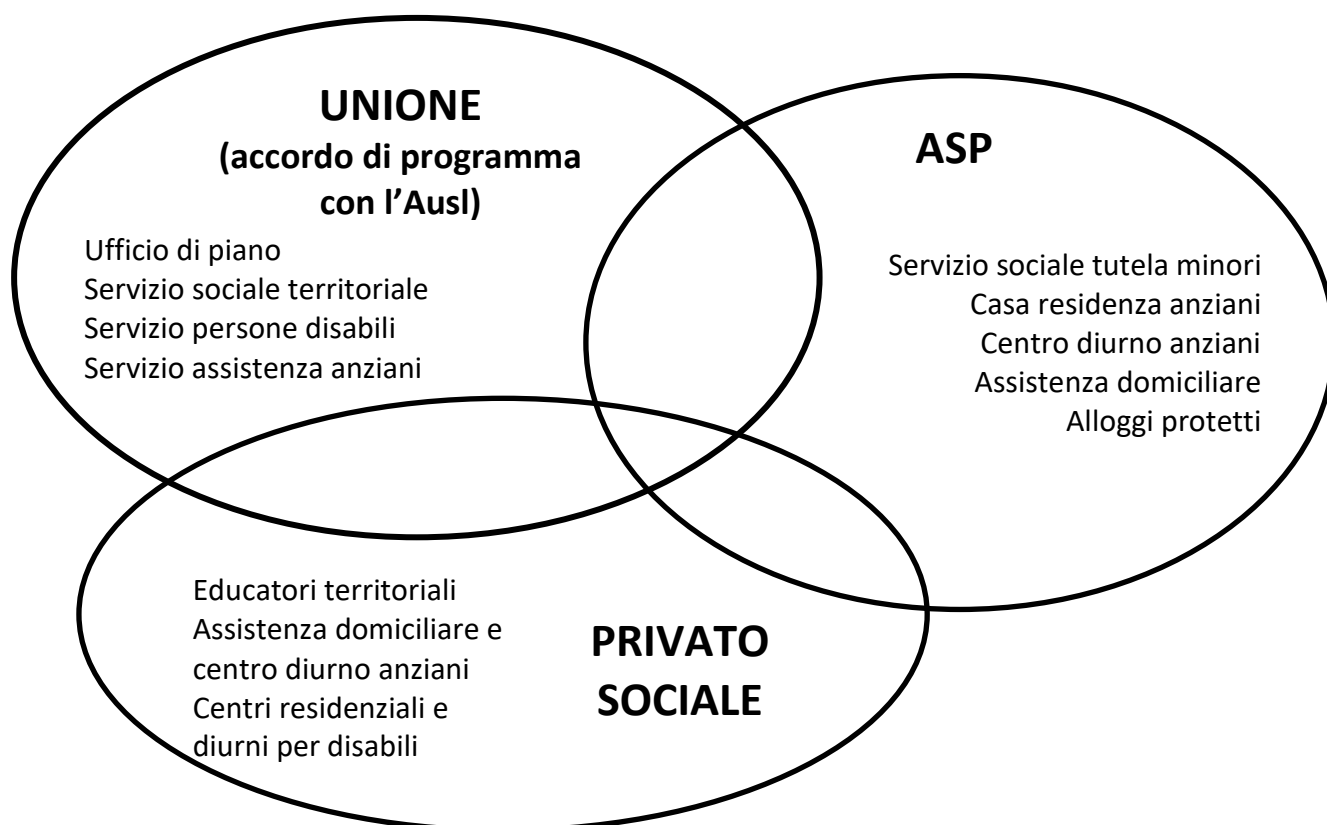 UNIONE
(accordo di programma
con l’Ausl)
Ufficio di piano
Servizio sociale territoriale
Servizio persone disabili
Servizio assistenza anziani
ASP
Servizio sociale tutela minori
Casa residenza anziani
Centro diurno anziani
Assistenza domiciliare
Alloggi protetti
Educatori territoriali
Assistenza domiciliare e
centro diurno anziani
Centri residenziali e
diurni per disabili
PRIVATO
SOCIALE